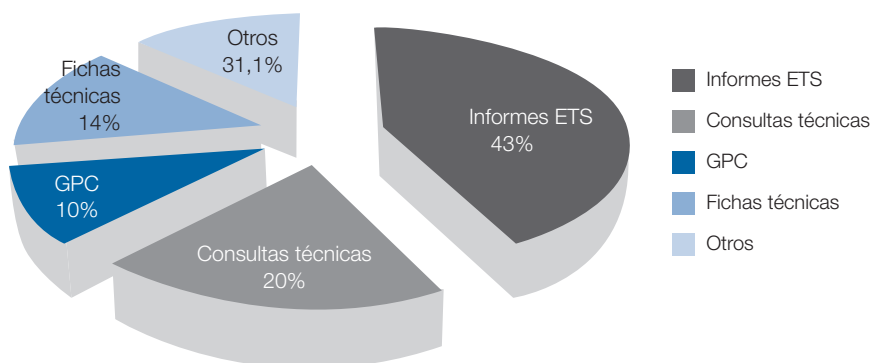 Otros
31,1%
Fichas
técnicas
14%
GPC
10%
Consultas técnicas
20%
Informes ETS
43%
Informes ETS
Consultas técnicas
GPC
Fichas técnicas
Otros